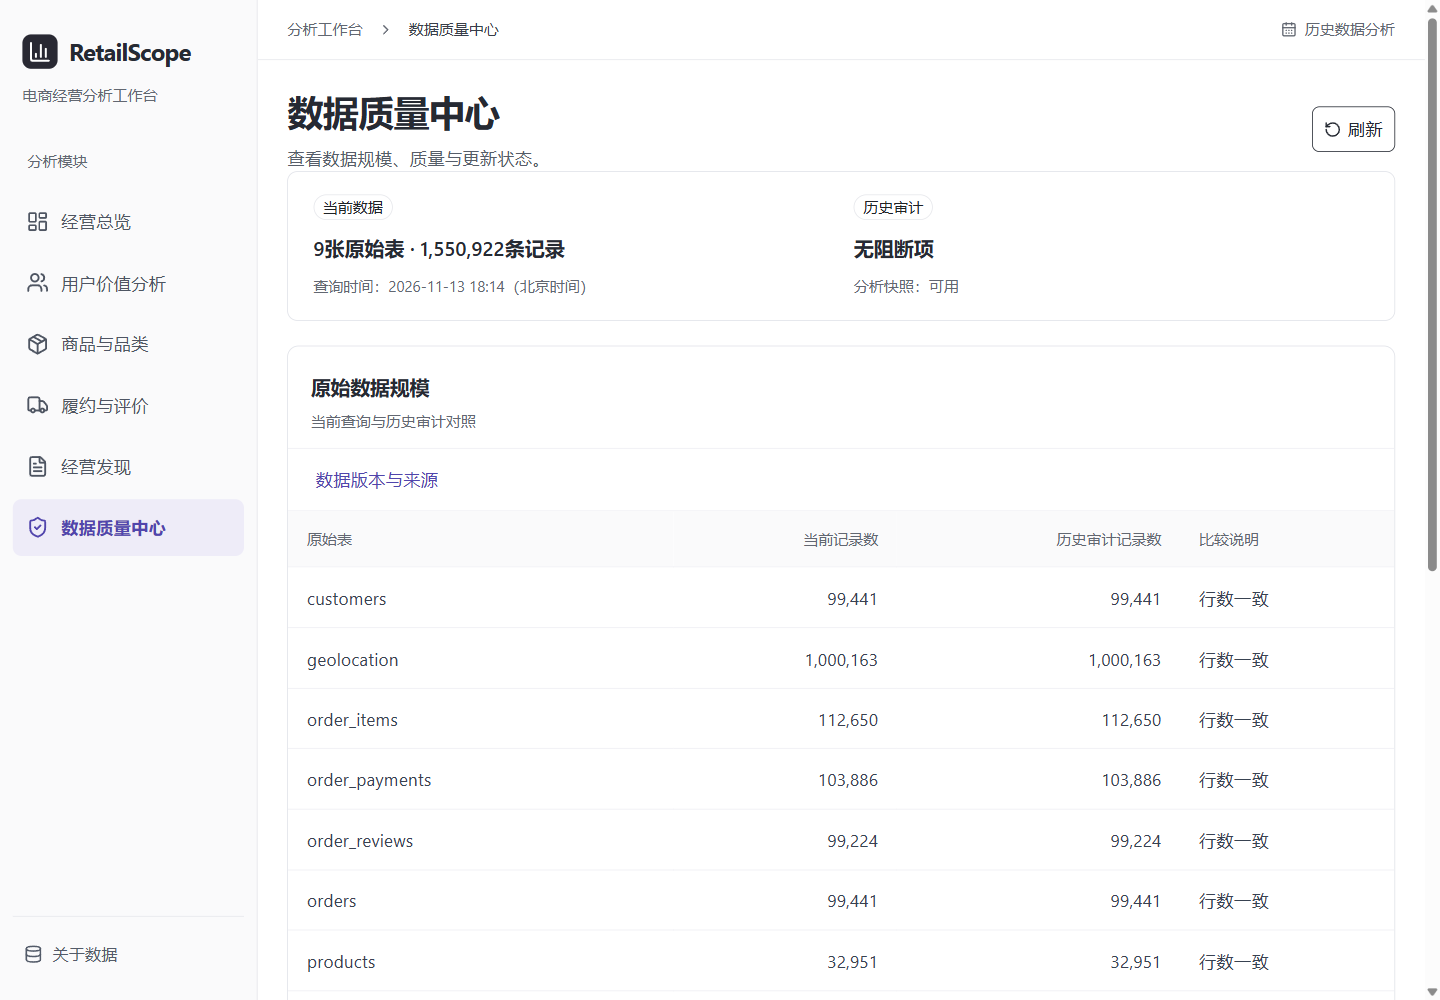 RetailScope
电商经营分析工作台
分析模块
经营总览
用户价值分析
商品与品类
履约与评价
经营发现
数据质量中心
关于数据
分析工作台 > 数据质量中心
历史数据分析
数据质量中心
查看数据规模、质量与更新状态。
刷新
当前数据
9张原始表 · 1,550,922条记录
查询时间：2026-11-13 18:14（北京时间）
历史审计
无阻断项
分析快照：可用
原始数据规模
当前查询与历史审计对照
数据版本与来源
原始表 当前记录数 历史审计记录数 比较说明
customers 99,441 99,441 行数一致
geolocation 1,000,163 1,000,163 行数一致
order_items 112,650 112,650 行数一致
order_payments 103,886 103,886 行数一致
order_reviews 99,224 99,224 行数一致
orders 99,441 99,441 行数一致
products 32,951 32,951 行数一致